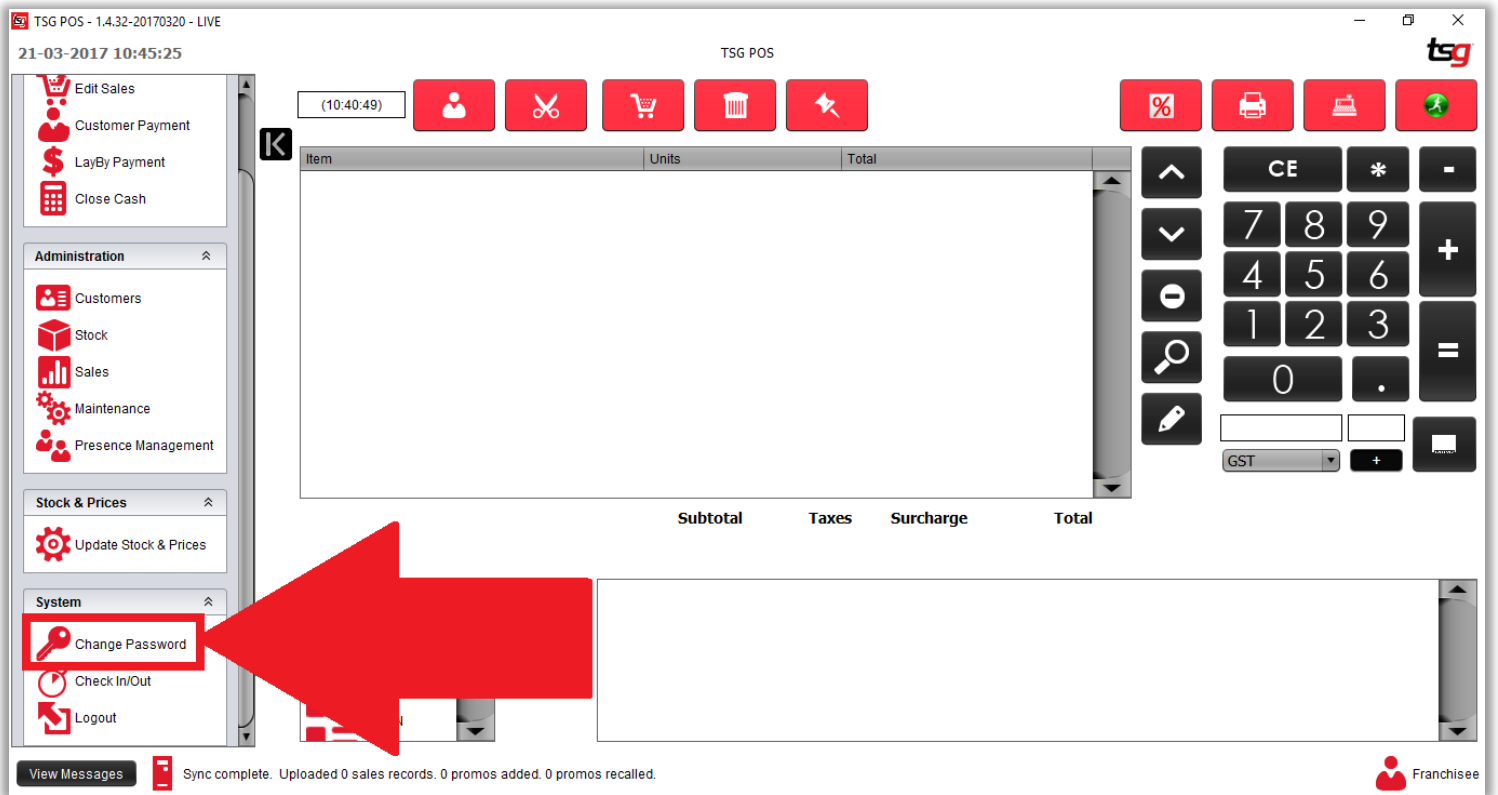 TSG POS - 1.4.32-20170320 - LIVE
21-03-2017 10:45:25
TSG POS
tsg
Edit Sales
Customer Payment
LayBy Payment
Close Cash
Administration
Customers
Stock
Sales
Maintenance
Presence Management
Stock & Prices
Update Stock & Prices
System
Change Password
Check In/Out
Logout
(10:40:49)
%
Item Units Total
CE * -
7 8 9 +
4 5 6
1 2 3 =
0 .
GST +
Subtotal Taxes Surcharge Total
N
View Messages
Sync complete. Uploaded 0 sales records. 0 promos added. 0 promos recalled.
Franchisee